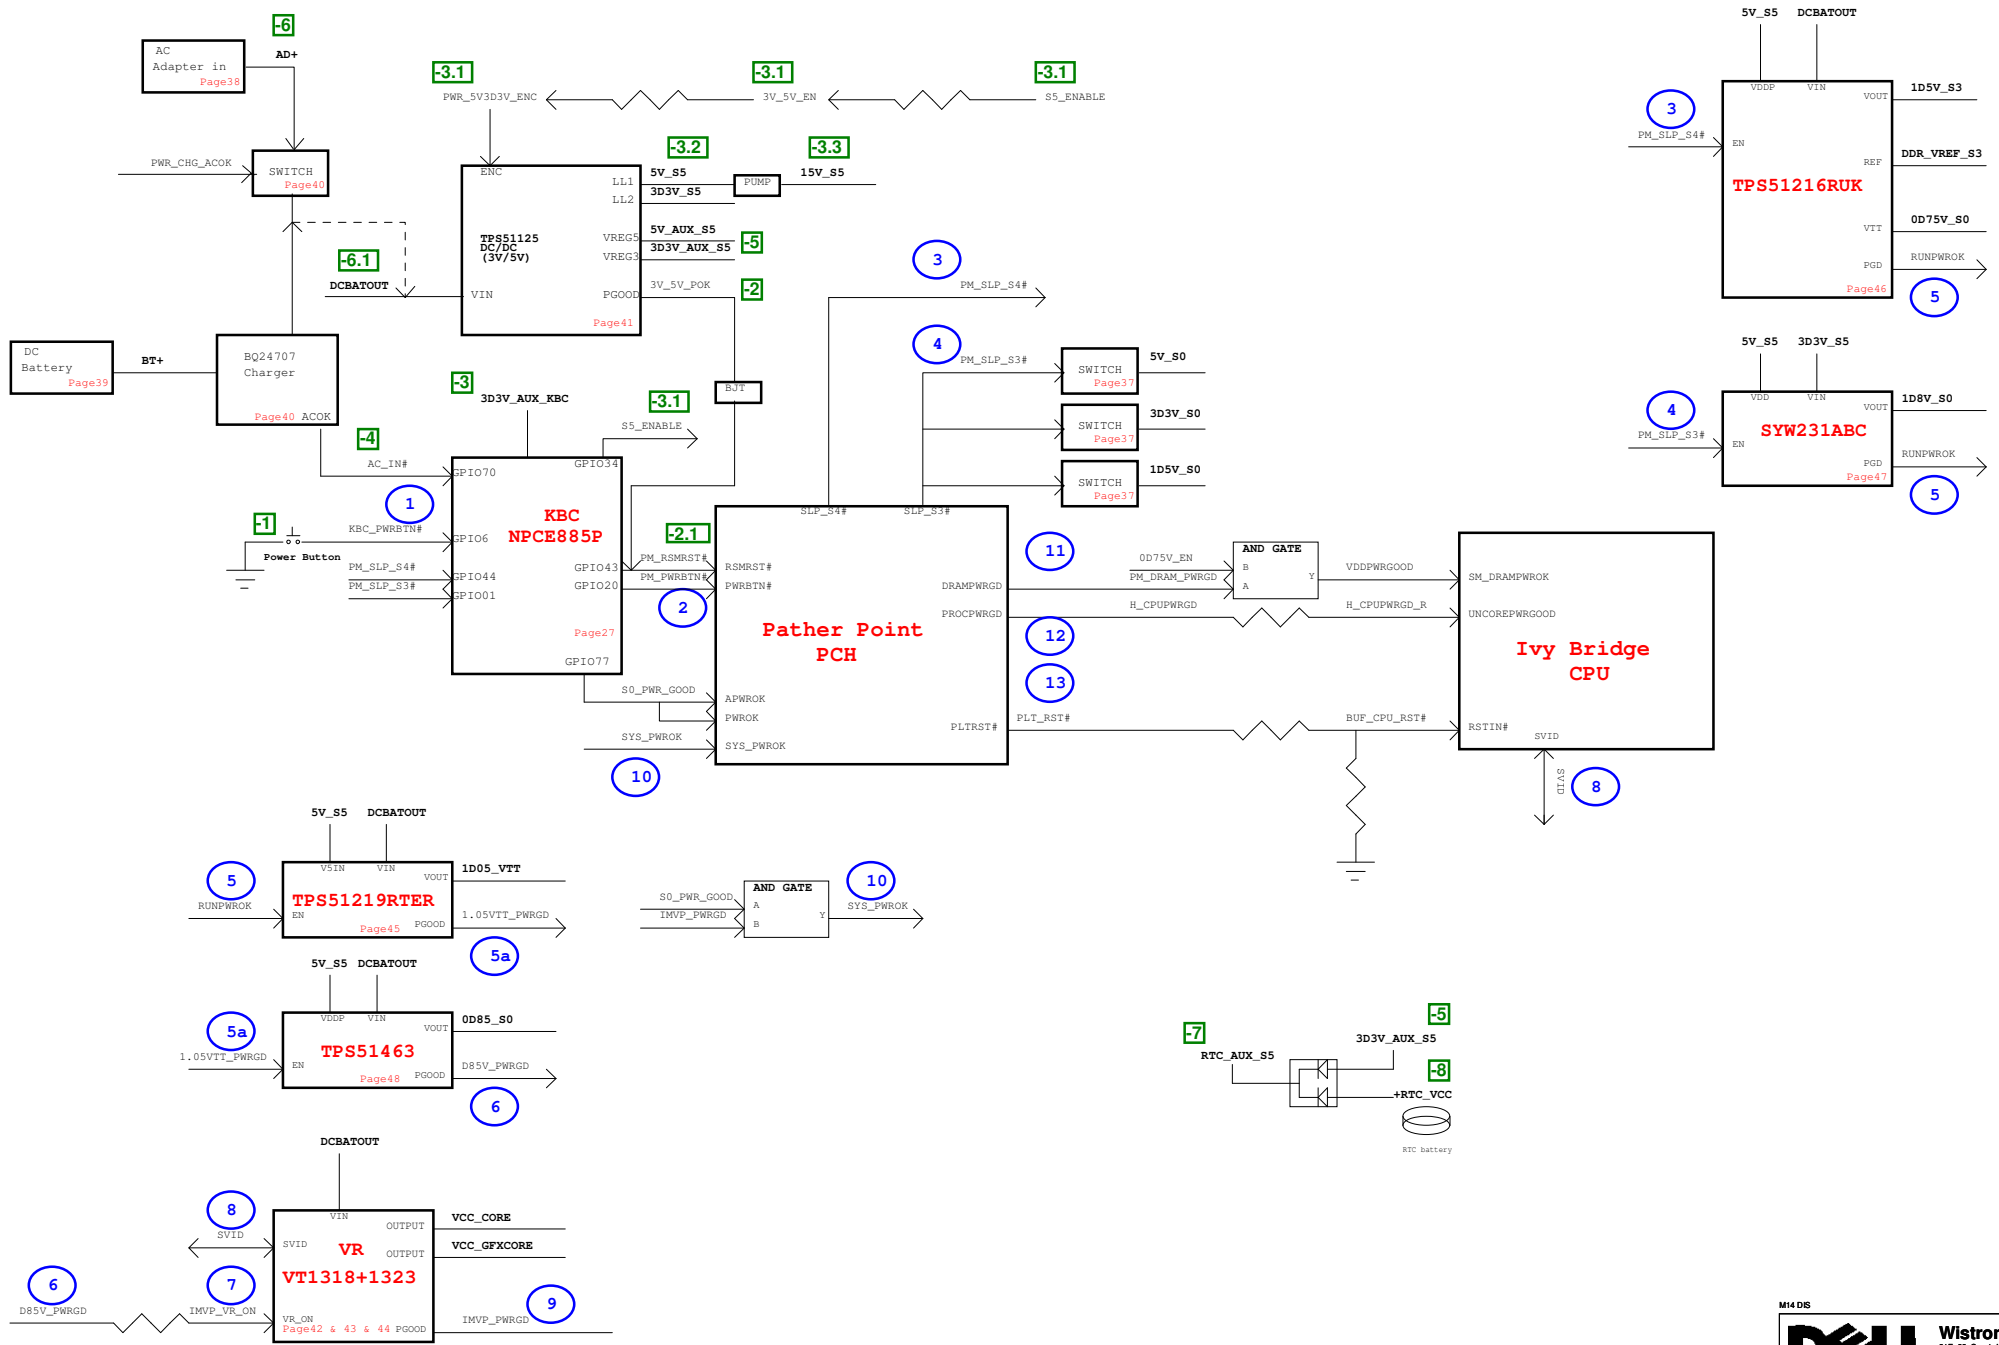 -6
AD+
AC
Adapter in
Page38
PWR_CHG_ACOK
SWITCH
Page40
-6.1
DCBATOUT
DC
Battery
Page39
BT+
BQ24707
Charger
Page40 ACOK
-4
AC_IN#
-3.1
PWR_5V3D3V_ENC
-3.1
3V_5V_EN
-3.1
S5_ENABLE
ENC
TPS51125
DC/DC
(3V/5V)
VIN
LL1
LL2
VREG5
VREG3
PGOOD
Page41
-3.2
5V_S5
3D3V_S5
PUMP
-3.3
15V_S5
5V_AUX_S5
3D3V_AUX_S5
-5
3V_5V_POK
-2
BJT
-3
3D3V_AUX_KBC
-3.1
S5_ENABLE
GPIO70
GPIO34
KBC
NPCE885P
GPIO6
GPIO44
GPIO01
GPIO43
GPIO20
Page27
GPIO77
1
-1
KBC_PWRBTN#
Power Button
PM_SLP_S4#
PM_SLP_S3#
-2.1
PM_RSMRST#
PM_PWRBTN#
2
S0_PWR_GOOD
SYS_PWROK
10
3
PM_SLP_S4#
4
PM_SLP_S3#
SWITCH
Page37
5V_S0
SWITCH
Page37
3D3V_S0
SWITCH
Page37
1D5V_S0
SLP_S4#
SLP_S3#
RSMRST#
PWRBTN#
Pather Point
PCH
DRAMPWRGD
PROCPWRGD
APWROK
PWROK
SYS_PWROK
PLTRST#
11
0D75V_EN
PM_DRAM_PWRGD
AND GATE
B
A
Y
VDDPWRGOOD
H_CPUPWRGD
H_CPUPWRGD_R
12
13
PLT_RST#
BUF_CPU_RST#
SM_DRAMPWROK
UNCOREPWRGOOD
Ivy Bridge
CPU
RSTIN#
SVID
SVID
8
5V_S5
DCBATOUT
3
PM_SLP_S4#
VDDP
VIN
EN
VOUT
REF
VTT
PGD
TPS51216RUK
Page46
1D5V_S3
DDR_VREF_S3
0D75V_S0
RUNPWROK
5
5V_S5
3D3V_S5
4
PM_SLP_S3#
VDD
VIN
VOUT
SYW231ABC
EN
PGD
Page47
1D8V_S0
RUNPWROK
5
5V_S5
DCBATOUT
5
RUNPWROK
V5IN
VIN
VOUT
TPS51219RTER
EN
Page45
PGOOD
1D05_VTT
1.05VTT_PWRGD
5a
S0_PWR_GOOD
IMVP_PWRGD
AND GATE
A
B
Y
10
SYS_PWROK
5V_S5
DCBATOUT
5a
1.05VTT_PWRGD
VDDP
VIN
VOUT
TPS51463
EN
Page48
PGOOD
0D85_S0
D85V_PWRGD
6
DCBATOUT
8
SVID
VIN
SVID
OUTPUT
OUTPUT
VR
VT1318+1323
VR_ON
Page42 & 43 & 44
PGOOD
VCC_CORE
VCC_GFXCORE
6
D85V_PWRGD
7
IMVP_VR_ON
9
IMVP_PWRGD
-7
RTC_AUX_S5
-5
3D3V_AUX_S5
-8
+RTC_VCC
RTC battery
M14 DIS
DELL
Wistron